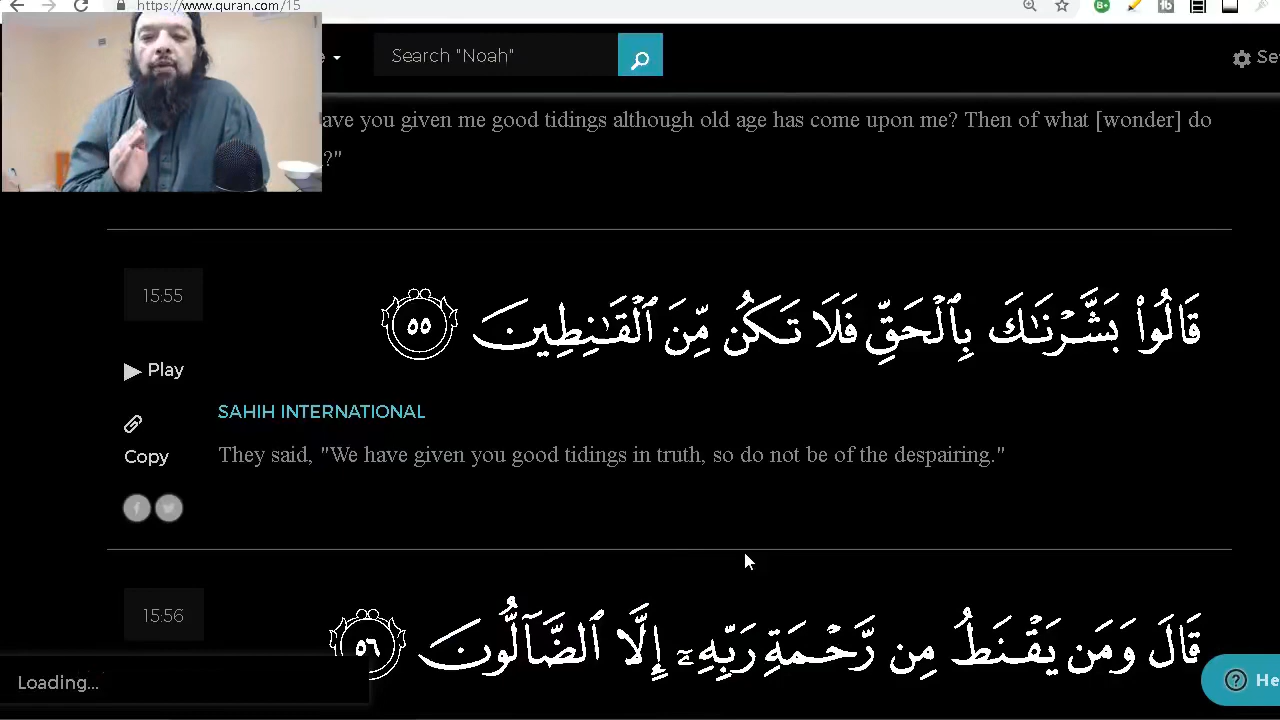 https://www.quran.com/15
Search "Noah"
ave you given me good tidings although old age has come upon me? Then of what [wonder] do
?"
15:55
قَالُوا۟ بَشَّرْنَـٰكَ بِٱلْحَقِّ فَلَا تَكُن مِّنَ ٱلْقَـٰنِطِينَ ٥٥
Play
SAHIH INTERNATIONAL
Copy
They said, "We have given you good tidings in truth, so do not be of the despairing."
15:56
قَالَ وَمَن يَقْنَطُ مِن رَّحْمَةِ رَبِّهِۦٓ إِلَّا ٱلضَّآلُّونَ ٥٦
Loading...